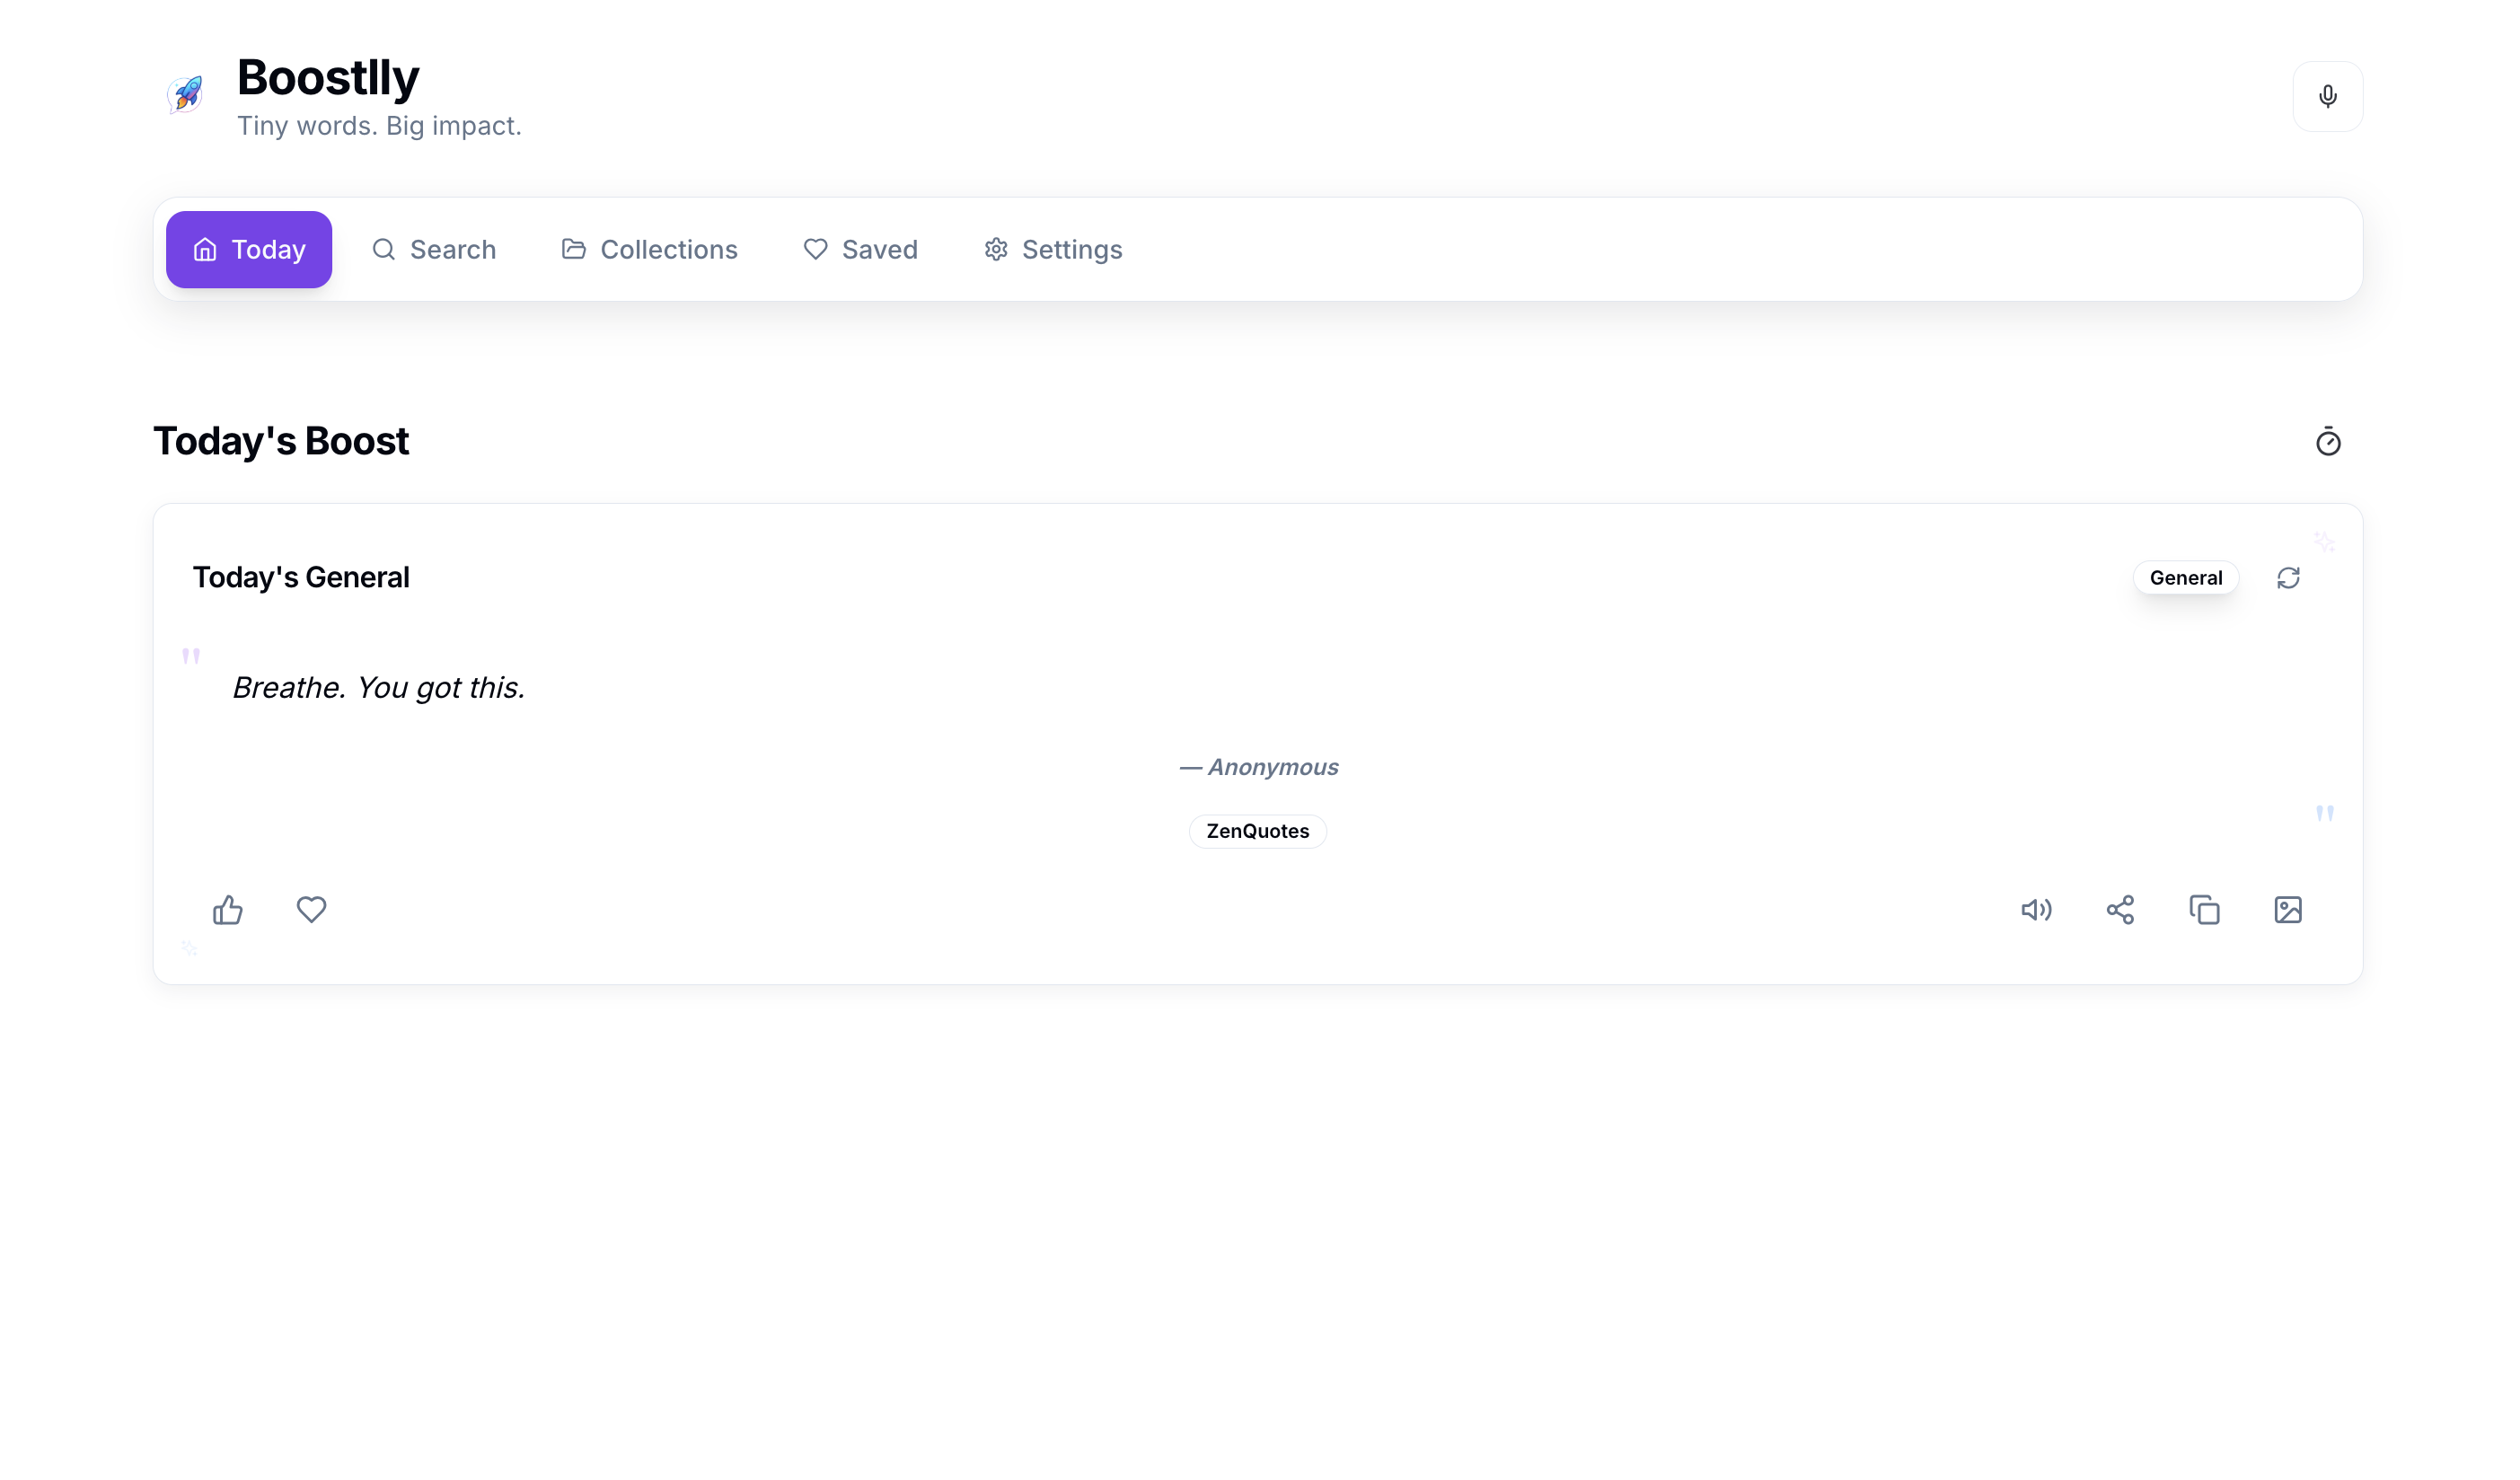 Boostlly
Tiny words. Big impact.
Today
Search
Collections
Saved
Settings
Today's Boost
Today's General
General
"
Breathe. You got this.
— Anonymous
ZenQuotes
"